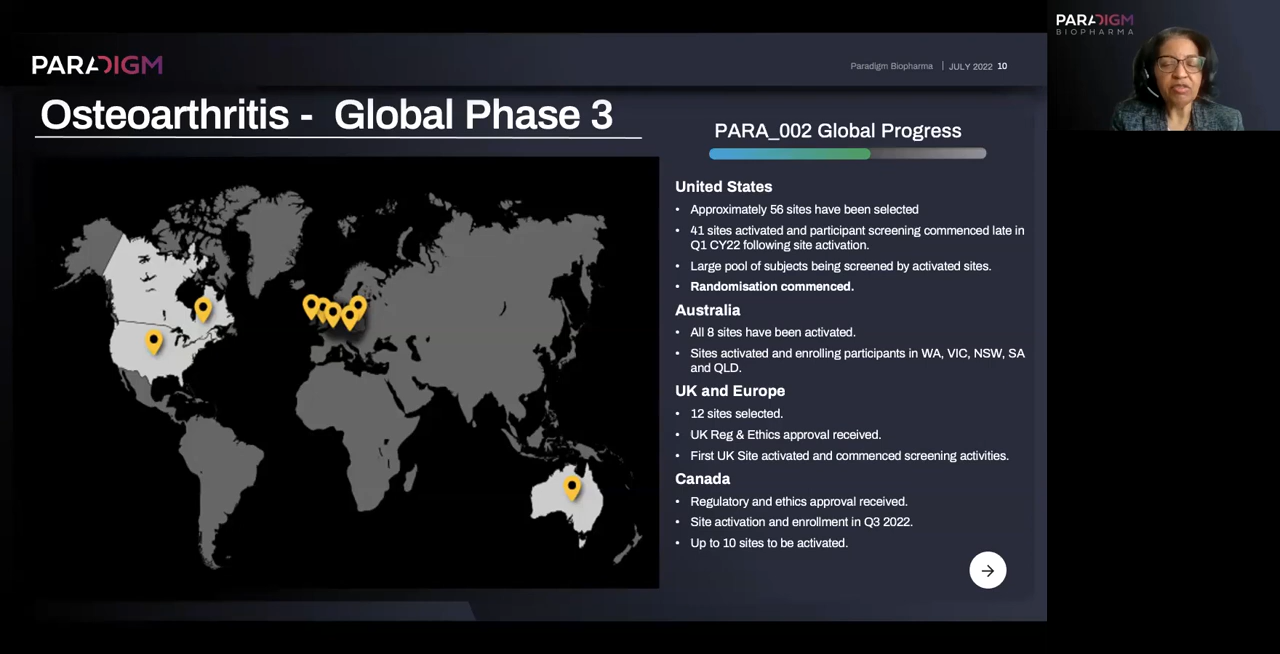 PARADIGM
Paradigm Biopharma | JULY 2022 10
PARADIGM
BIOPHARMA
Osteoarthritis - Global Phase 3
PARA_002 Global Progress
United States
• Approximately 56 sites have been selected
• 41 sites activated and participant screening commenced late in
Q1 CY22 following site activation.
• Large pool of subjects being screened by activated sites.
• Randomisation commenced.
Australia
• All 8 sites have been activated.
• Sites activated and enrolling participants in WA, VIC, NSW, SA
and QLD.
UK and Europe
• 12 sites selected.
• UK Reg & Ethics approval received.
• First UK Site activated and commenced screening activities.
Canada
• Regulatory and ethics approval received.
• Site activation and enrollment in Q3 2022.
• Up to 10 sites to be activated.